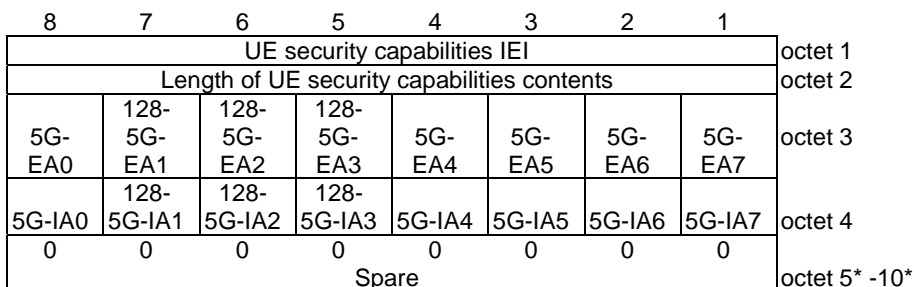 8 7 6 5 4 3 2 1
UE security capabilities IEI octet 1
Length of UE security capabilities contents octet 2
128- 128- 128-
5G- 5G- 5G- 5G- 5G- 5G- 5G- 5G- octet 3
EA0 EA1 EA2 EA3 EA4 EA5 EA6 EA7
128- 128- 128-
5G-IA0 5G-IA1 5G-IA2 5G-IA3 5G-IA4 5G-IA5 5G-IA6 5G-IA7 octet 4
0 0 0 0 0 0 0 0
Spare octet 5* -10*